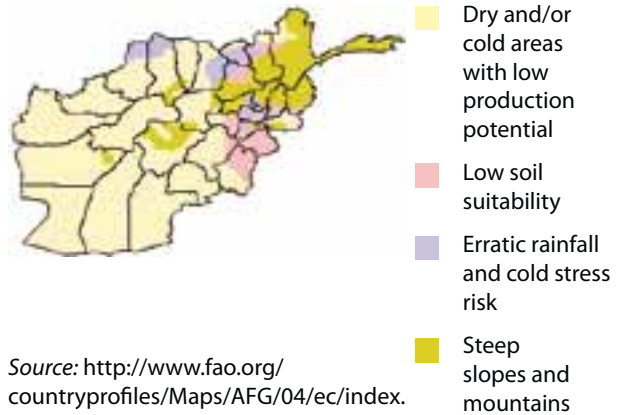 Dry and/or
cold areas
with low
production
potential
Low soil
suitability
Erratic rainfall
and cold stress
risk
Steep
slopes and
mountains
Source: http://www.fao.org/
countryprofiles/Maps/AFG/04/ec/index.